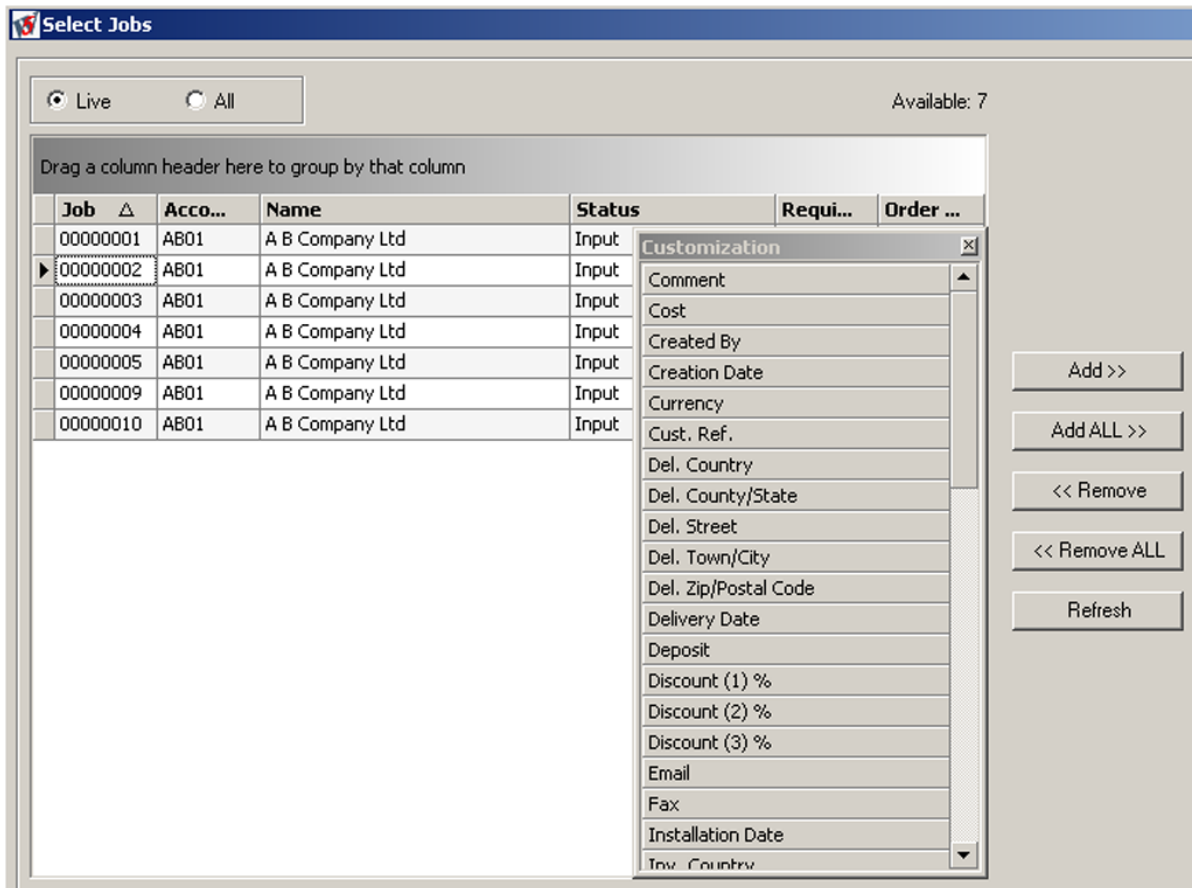 Select Jobs
Live All Available: 7
Drag a column header here to group by that column
Job Acco... Name Status Requi... Order ...
00000001 AB01 A B Company Ltd Input
00000002 AB01 A B Company Ltd Input
00000003 AB01 A B Company Ltd Input
00000004 AB01 A B Company Ltd Input
00000005 AB01 A B Company Ltd Input
00000009 AB01 A B Company Ltd Input
00000010 AB01 A B Company Ltd Input
Customization
Comment
Cost
Created By
Creation Date
Currency
Cust. Ref.
Del. Country
Del. County/State
Del. Street
Del. Town/City
Del. Zip/Postal Code
Delivery Date
Deposit
Discount (1) %
Discount (2) %
Discount (3) %
Email
Fax
Installation Date
Inv. Country
Add >>
Add ALL >>
<< Remove
<< Remove ALL
Refresh